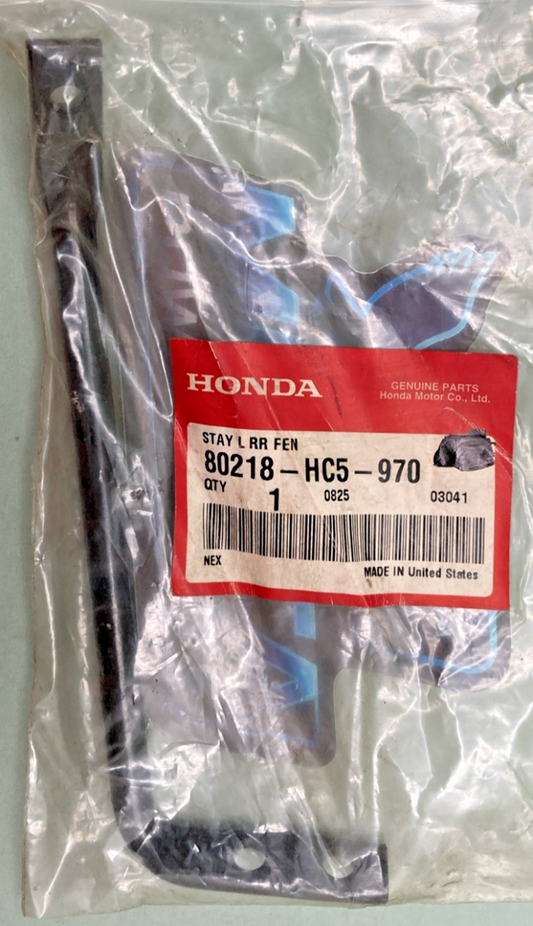 HONDA
GENUINE PARTS
Honda Motor Co., Ltd.
STAY L RR FEN
80218-HC5-970
QTY 1 0825 03041
NEX MADE IN United States